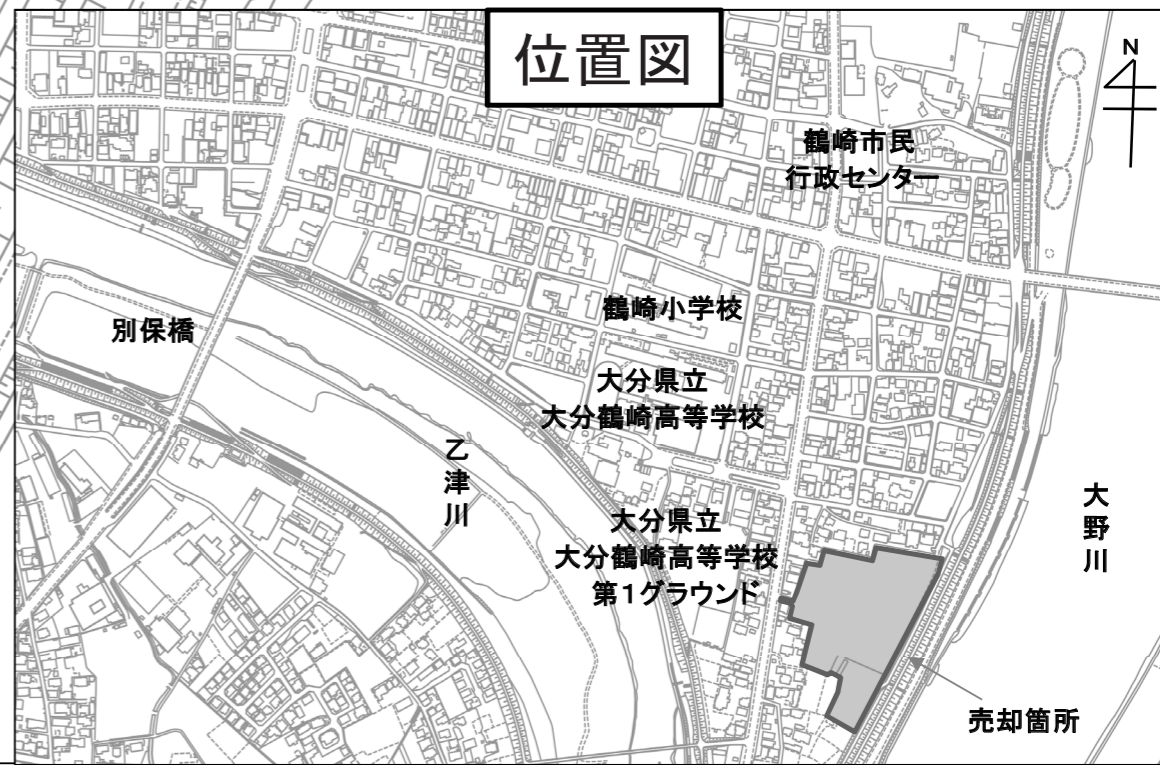 位置図
N
鶴崎市民
行政センター
鶴崎小学校
別保橋
大分県立
大分鶴崎高等学校
乙津川
大野川
大分県立
大分鶴崎高等学校
第1グラウンド
売却箇所